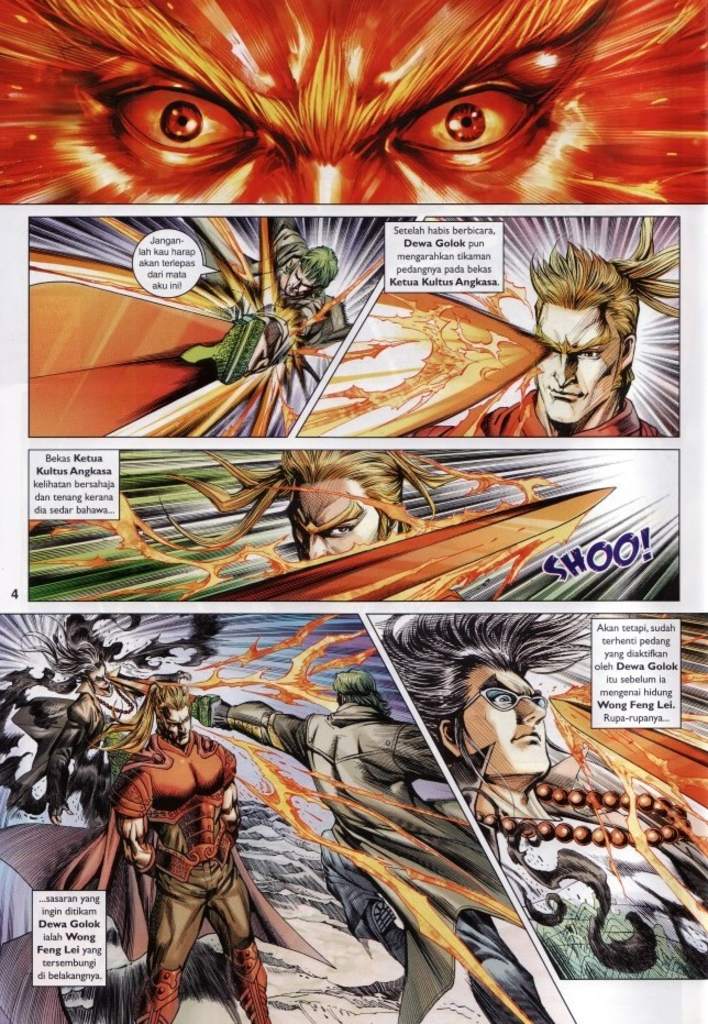 Jangan-
lah kau harap
akan terlepas
dari mata
aku ini!
Setelah habis berbicara,
Dewa Golok pun
mengarahkan tikaman
pedangnya pada bekas
Ketua Kultus Angkasa.
Bekas Ketua
Kultus Angkasa
kelihatan bersahaja
dan tenang kerana
dia sedar bahawa...
SHOO!
4
...sasaran yang
ingin ditikam
Dewa Golok
ialah Wong
Feng Lei yang
tersembunyi
di belakangnya.
Akan tetapi, sudah
terhenti pedang
yang diaktifkan
oleh Dewa Golok
itu sebelum ia
mengenai hidung
Wong Feng Lei.
Rupa-rupanya...